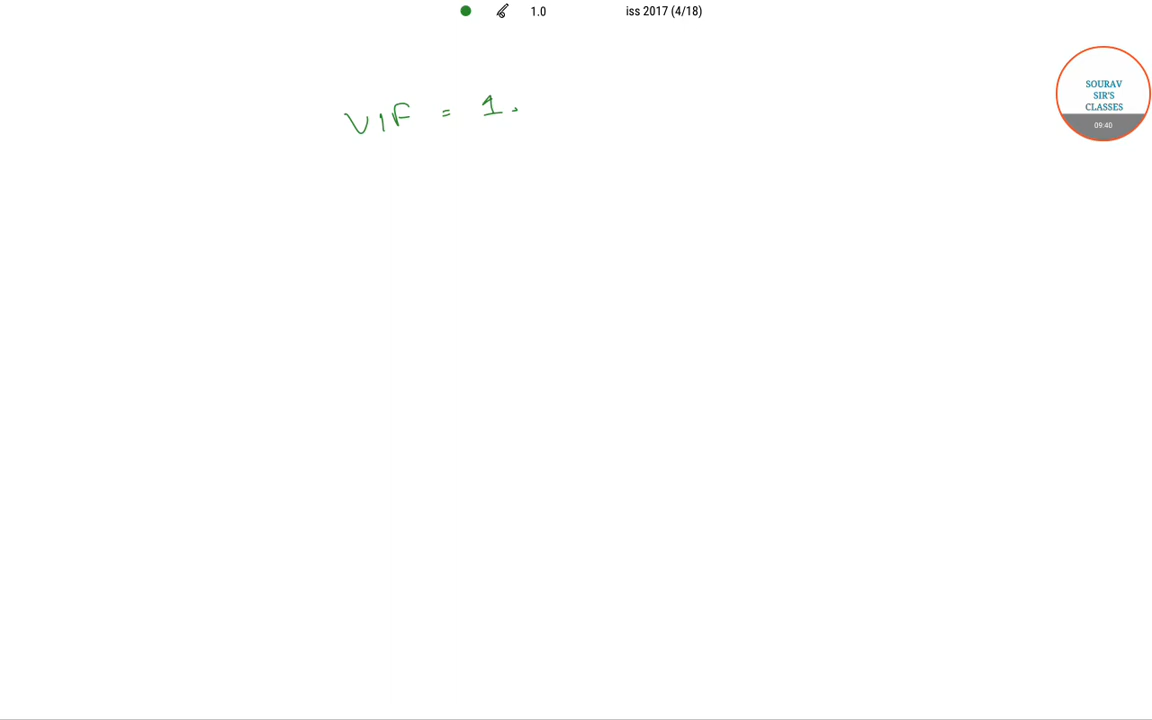 1.0 iss 2017 (4/18)
SOURAV
SIR'S
CLASSES
09:40
VIF = 1.